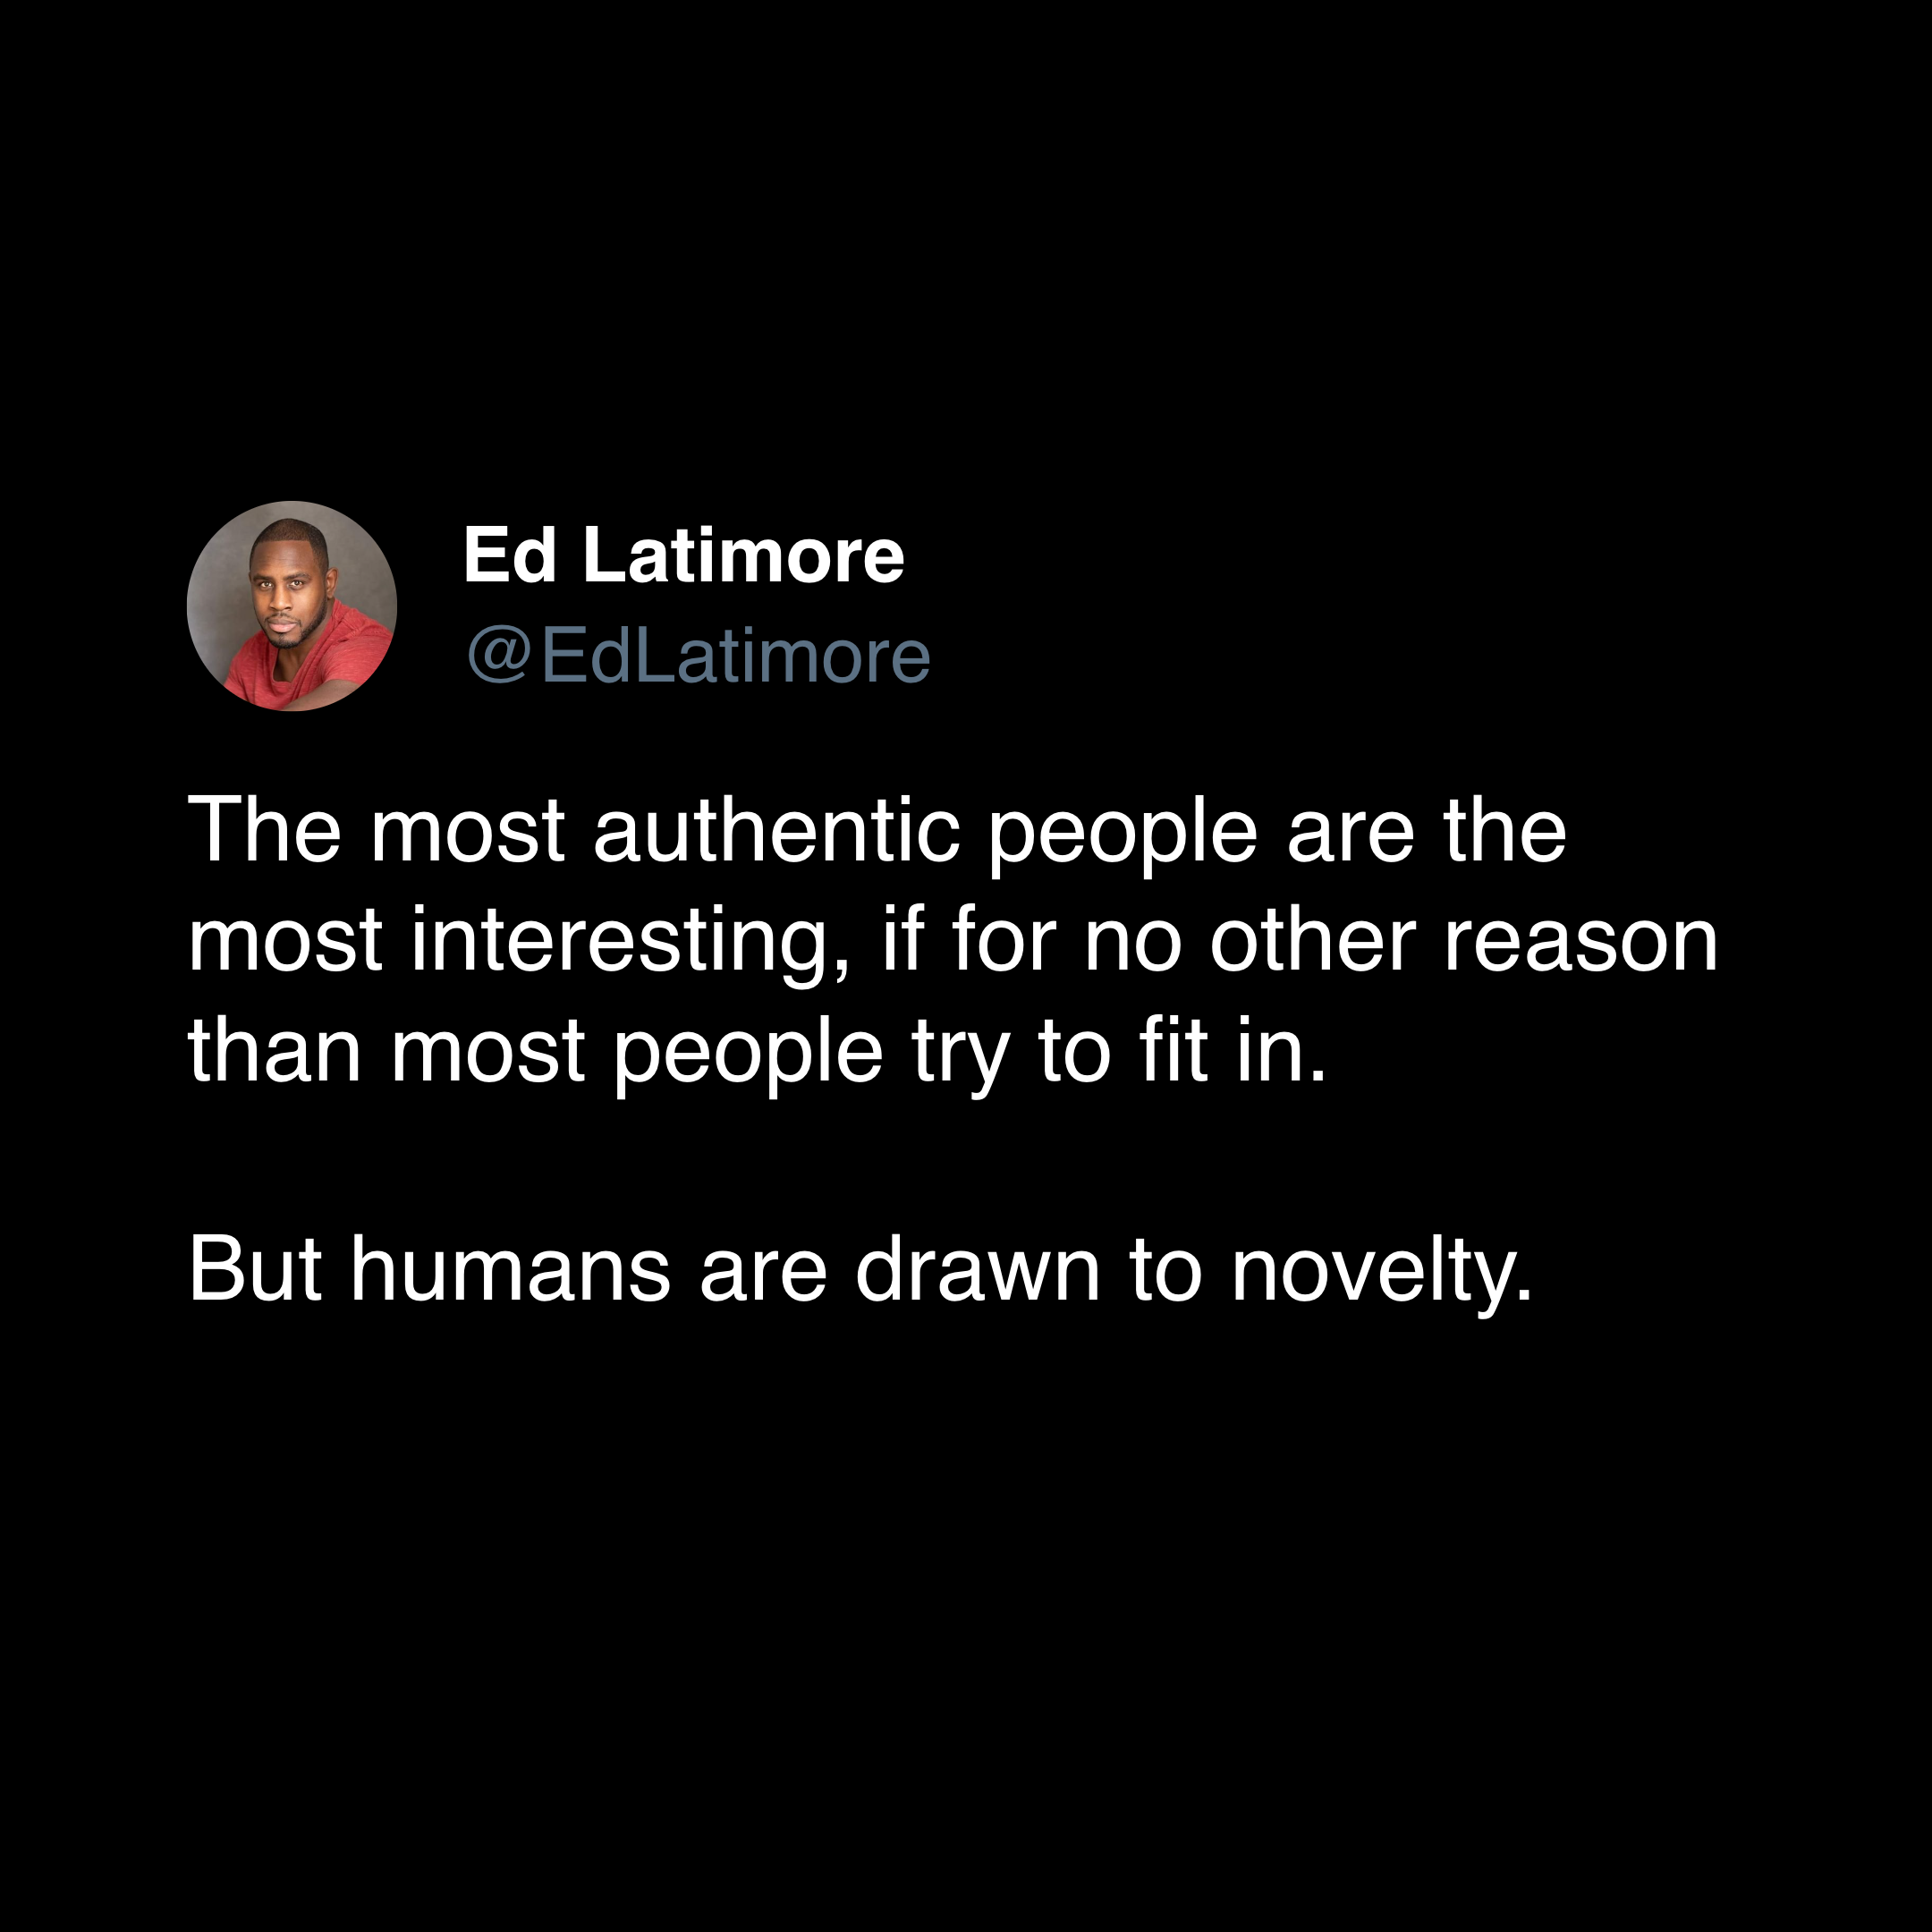 Ed Latimore
@EdLatimore
The most authentic people are the
most interesting, if for no other reason
than most people try to fit in.
But humans are drawn to novelty.